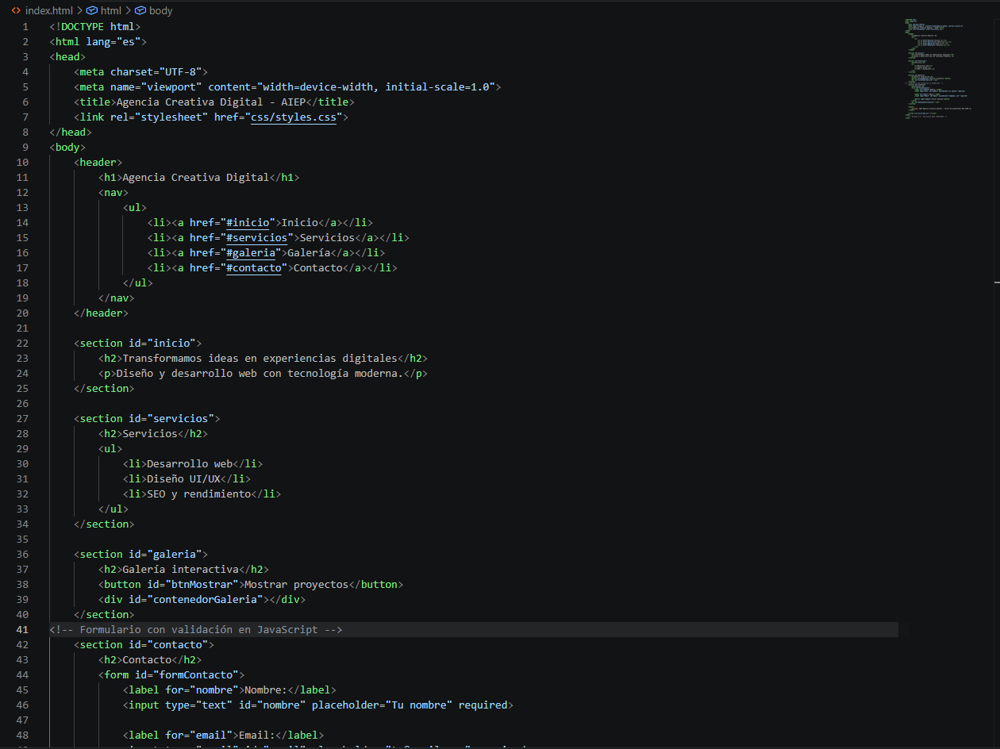 index.html > html > body
1 <!DOCTYPE html>
2 <html lang="es">
3 <head>
4     <meta charset="UTF-8">
5     <meta name="viewport" content="width=device-width, initial-scale=1.0">
6     <title>Agencia Creativa Digital - AIEP</title>
7     <link rel="stylesheet" href="css/styles.css">
8 </head>
9 <body>
10     <header>
11         <h1>Agencia Creativa Digital</h1>
12         <nav>
13             <ul>
14                 <li><a href="#inicio">Inicio</a></li>
15                 <li><a href="#servicios">Servicios</a></li>
16                 <li><a href="#galeria">Galería</a></li>
17                 <li><a href="#contacto">Contacto</a></li>
18             </ul>
19         </nav>
20     </header>
21
22     <section id="inicio">
23         <h2>Transformamos ideas en experiencias digitales</h2>
24         <p>Diseño y desarrollo web con tecnología moderna.</p>
25     </section>
26
27     <section id="servicios">
28         <h2>Servicios</h2>
29         <ul>
30             <li>Desarrollo web</li>
31             <li>Diseño UI/UX</li>
32             <li>SEO y rendimiento</li>
33         </ul>
34     </section>
35
36     <section id="galeria">
37         <h2>Galería interactiva</h2>
38         <button id="btnMostrar">Mostrar proyectos</button>
39         <div id="contenedorGaleria"></div>
40     </section>
41 <!-- Formulario con validación en JavaScript -->
42     <section id="contacto">
43         <h2>Contacto</h2>
44         <form id="formContacto">
45             <label for="nombre">Nombre:</label>
46             <input type="text" id="nombre" placeholder="Tu nombre" required>
47
48             <label for="email">Email:</label>